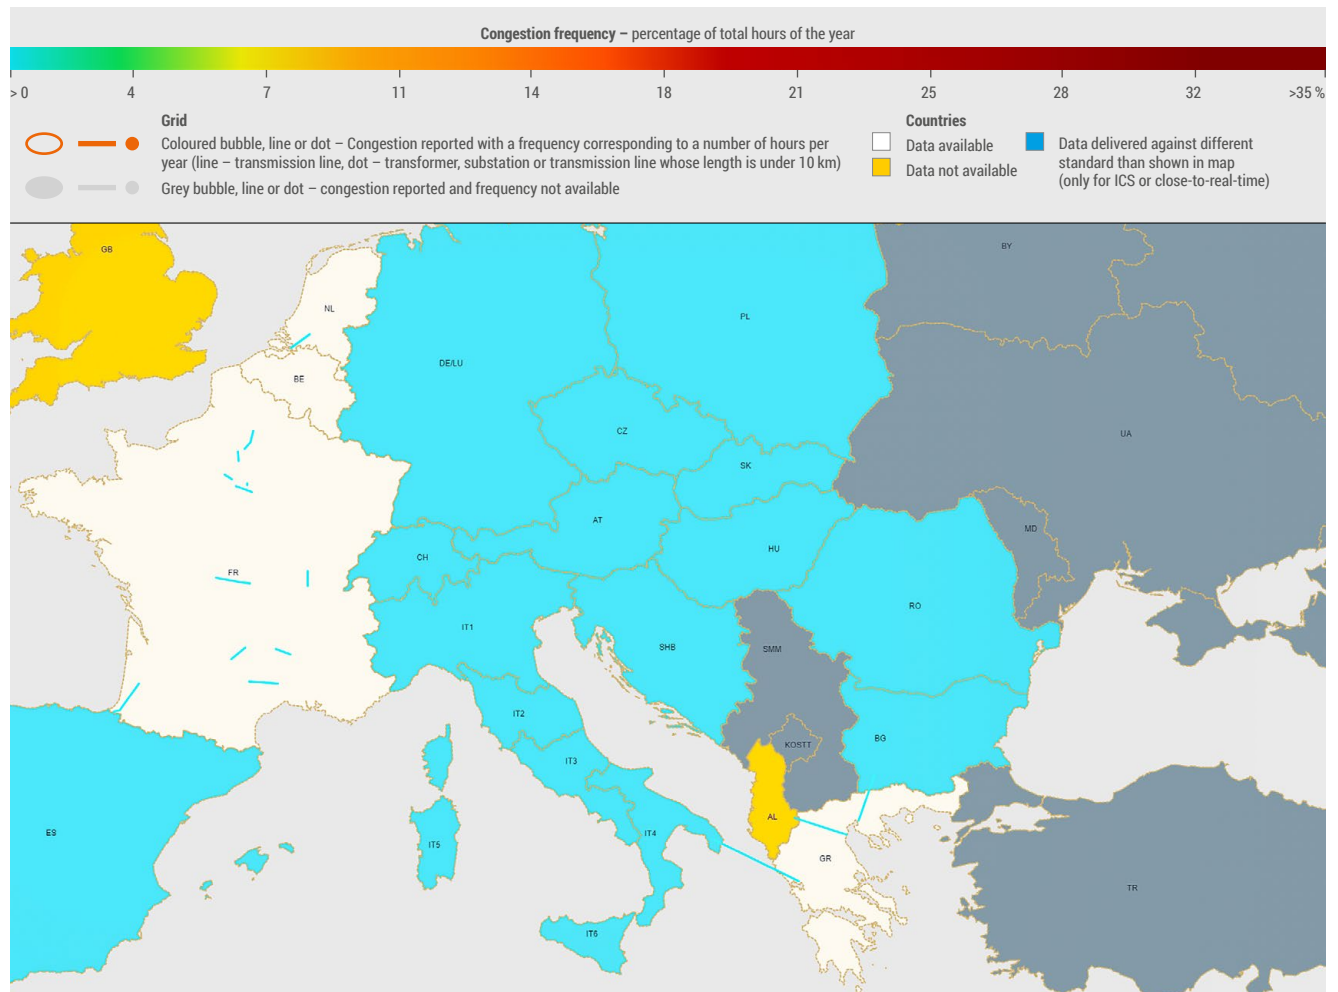 Congestion frequency – percentage of total hours of the year
> 0 4 7 11 14 18 21 25 28 32 >35 %
Grid
Coloured bubble, line or dot – Congestion reported with a frequency corresponding to a number of hours per
year (line – transmission line, dot – transformer, substation or transmission line whose length is under 10 km)
Grey bubble, line or dot – congestion reported and frequency not available
Countries
Data available
Data not available
Data delivered against different
standard than shown in map
(only for ICS or close-to-real-time)
GB
BY
NL
PL
DE/LU
BE
CZ
UA
SK
AT
MD
HU
CH
FR
RO
IT1
SHB
SMM
IT2
BG
KOSTT
IT3
AL
ES
IT4
IT5
GR
TR
IT6